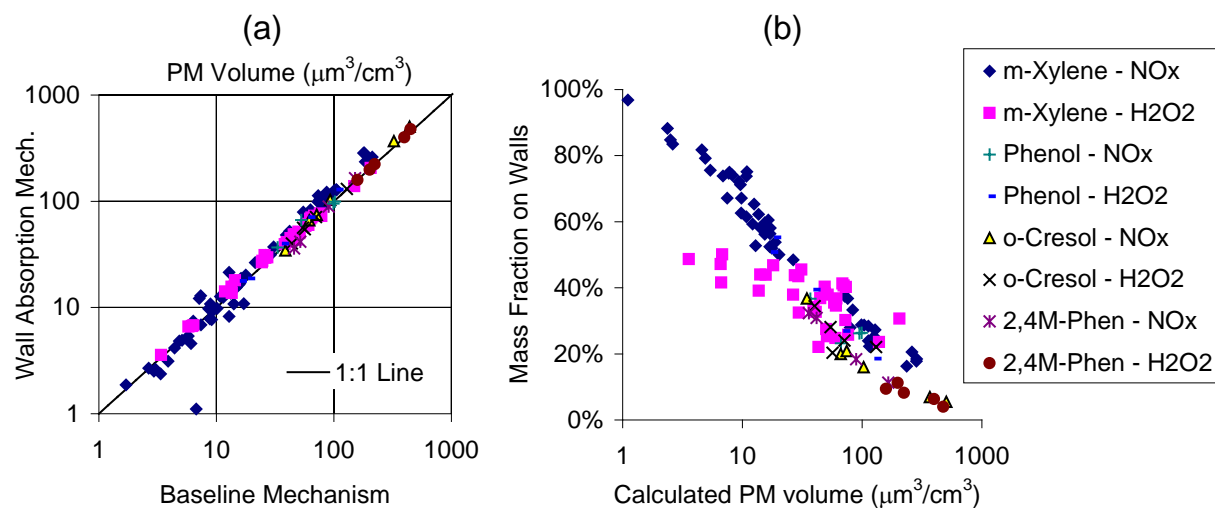 (a)
PM Volume (μm³/cm³)
Wall Absorption Mech.
1000
100
10
1
1:1 Line
1 10 100 1000
Baseline Mechanism
(b)
Mass Fraction on Walls
100%
80%
60%
40%
20%
0%
1 10 100 1000
Calculated PM volume (μm³/cm³)
m-Xylene - NOx
m-Xylene - H2O2
Phenol - NOx
Phenol - H2O2
o-Cresol - NOx
o-Cresol - H2O2
2,4M-Phen - NOx
2,4M-Phen - H2O2